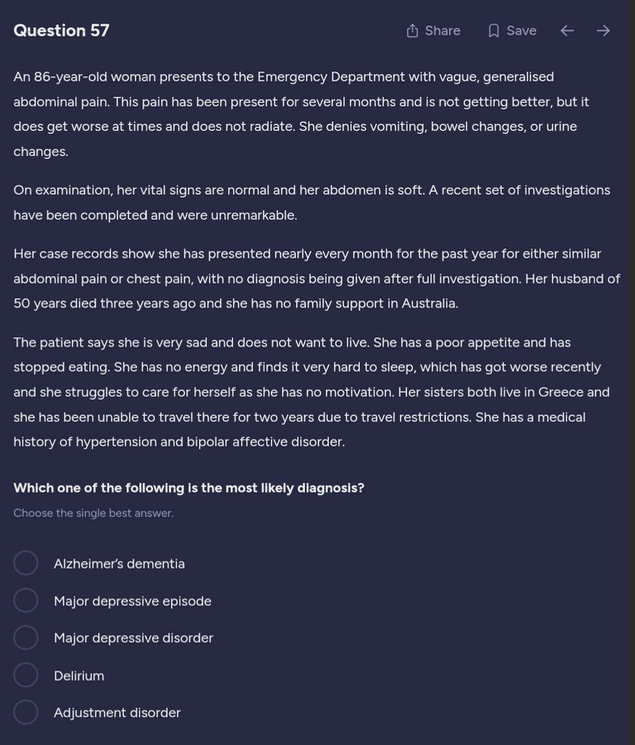 Question 57
Share
Save
An 86-year-old woman presents to the Emergency Department with vague, generalised
abdominal pain. This pain has been present for several months and is not getting better, but it
does get worse at times and does not radiate. She denies vomiting, bowel changes, or urine
changes.
On examination, her vital signs are normal and her abdomen is soft. A recent set of investigations
have been completed and were unremarkable.
Her case records show she has presented nearly every month for the past year for either similar
abdominal pain or chest pain, with no diagnosis being given after full investigation. Her husband of
50 years died three years ago and she has no family support in Australia.
The patient says she is very sad and does not want to live. She has a poor appetite and has
stopped eating. She has no energy and finds it very hard to sleep, which has got worse recently
and she struggles to care for herself as she has no motivation. Her sisters both live in Greece and
she has been unable to travel there for two years due to travel restrictions. She has a medical
history of hypertension and bipolar affective disorder.
Which one of the following is the most likely diagnosis?
Choose the single best answer.
Alzheimer's dementia
Major depressive episode
Major depressive disorder
Delirium
Adjustment disorder